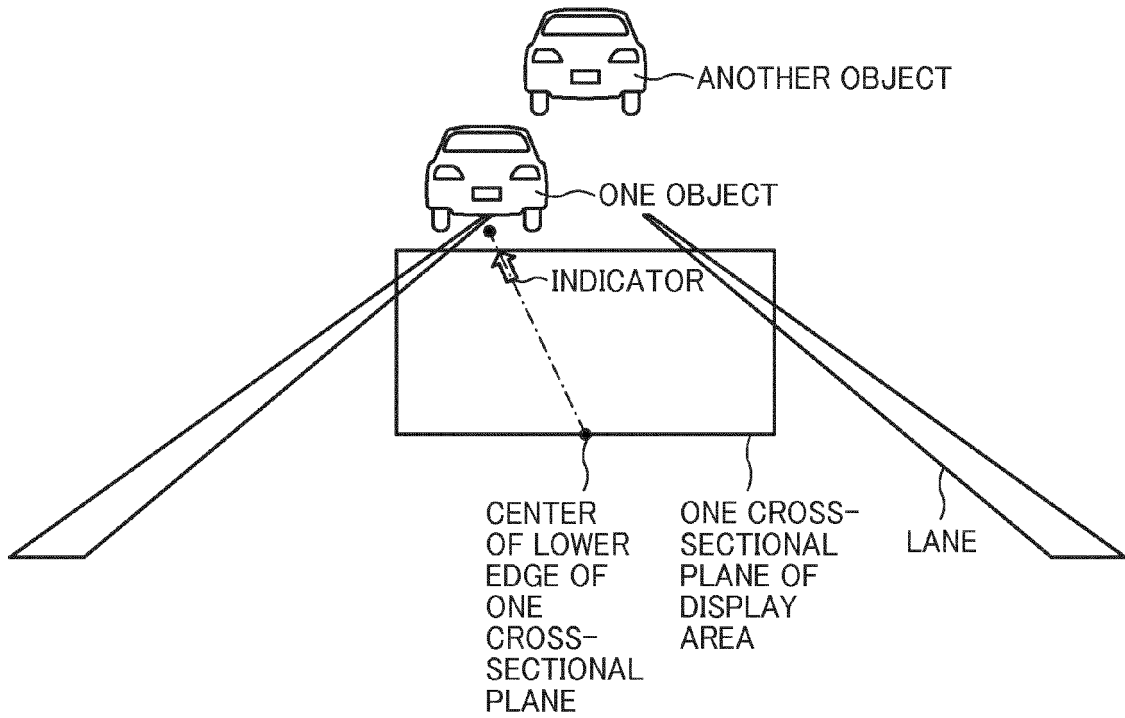 ANOTHER OBJECT
ONE OBJECT
INDICATOR
CENTER
OF LOWER
EDGE OF
ONE
CROSS-
SECTIONAL
PLANE
ONE CROSS-
SECTIONAL
PLANE OF
DISPLAY
AREA
LANE